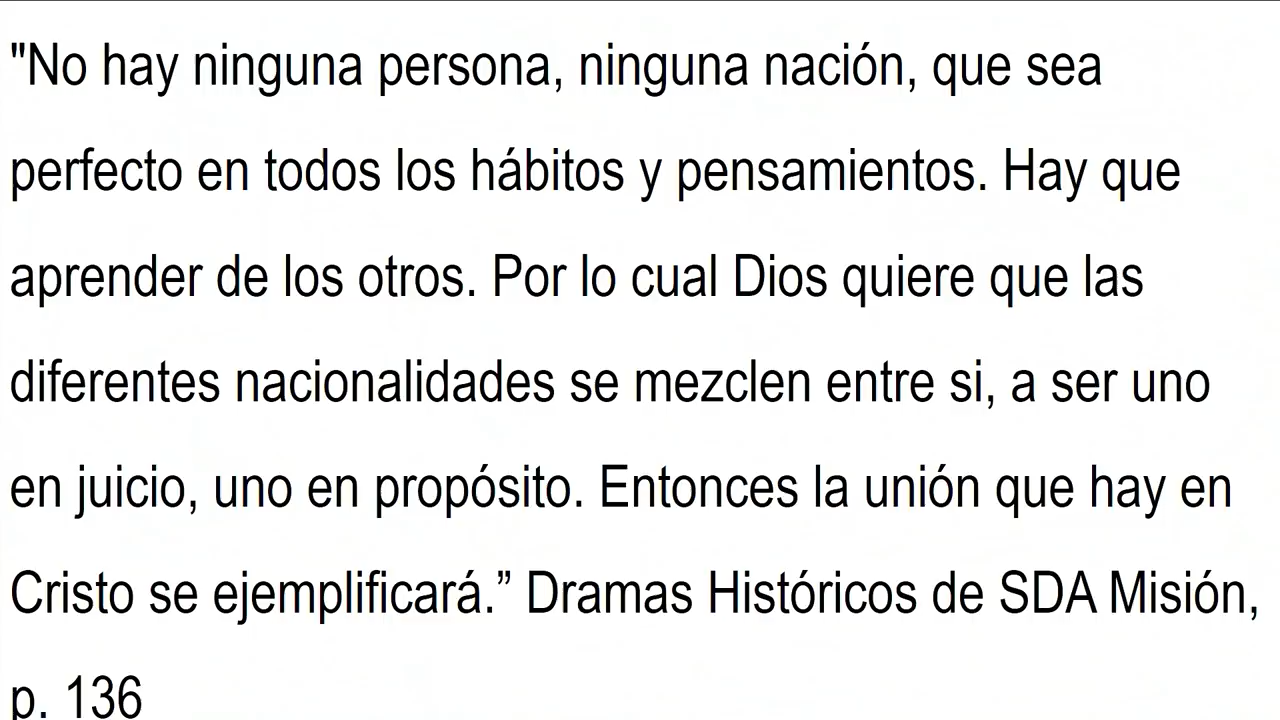 "No hay ninguna persona, ninguna nación, que sea
perfecto en todos los hábitos y pensamientos. Hay que
aprender de los otros. Por lo cual Dios quiere que las
diferentes nacionalidades se mezclen entre si, a ser uno
en juicio, uno en propósito. Entonces la unión que hay en
Cristo se ejemplificará.” Dramas Históricos de SDA Misión,
p. 136